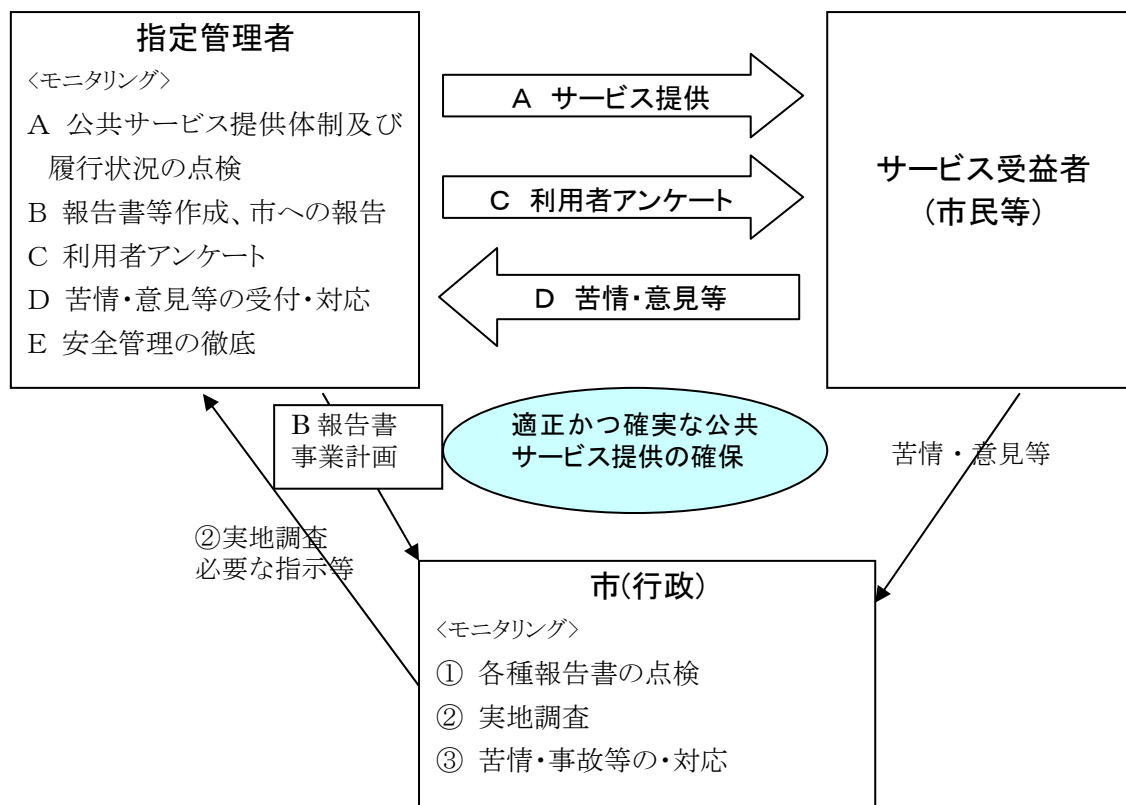 指定管理者
<モニタリング>
A 公共サービス提供体制及び
履行状況の点検
B 報告書等作成、市への報告
C 利用者アンケート
D 苦情・意見等の受付・対応
E 安全管理の徹底
A サービス提供
C 利用者アンケート
D 苦情・意見等
サービス受益者
(市民等)
B 報告書
事業計画
適正かつ確実な公共
サービス提供の確保
苦情・意見等
②実地調査
必要な指示等
市(行政)
<モニタリング>
① 各種報告書の点検
② 実地調査
③ 苦情・事故等の・対応